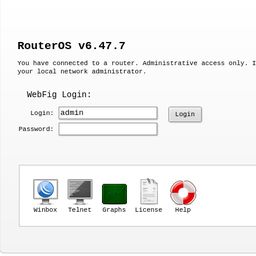 RouterOS v6.47.7
You have connected to a router. Administrative access only. I
your local network administrator.
WebFig Login:
Login: admin Login
Password:
Winbox Telnet Graphs License Help